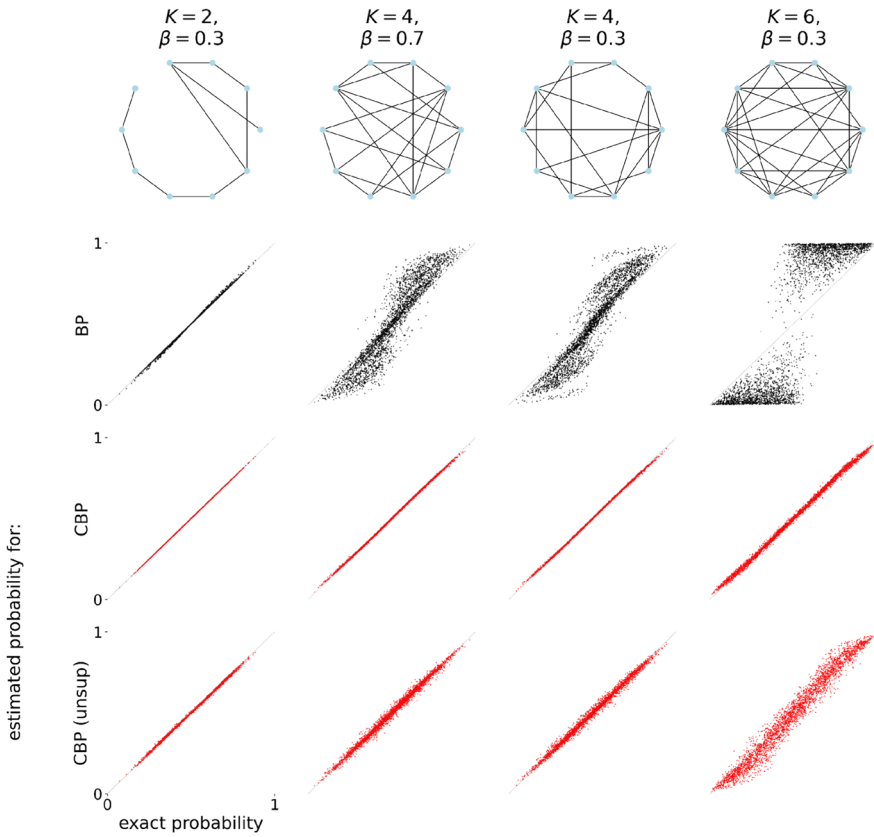 K = 2,
β = 0.3
K = 4,
β = 0.7
K = 4,
β = 0.3
K = 6,
β = 0.3
estimated probability for:
BP
1
0
CBP
1
0
CBP (unsup)
1
0
0
1
exact probability